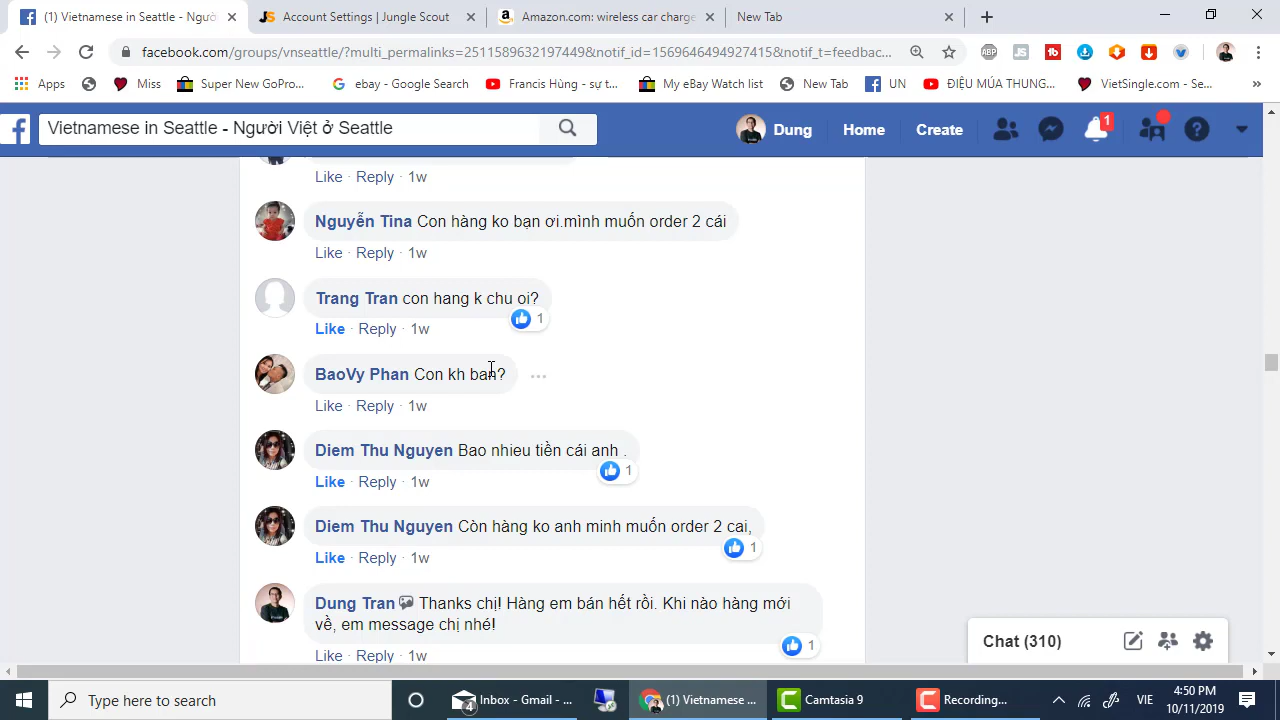 (1) Vietnamese in Seattle - Ngườ
Account Settings | Jungle Scout
Amazon.com: wireless car charge
New Tab
facebook.com/groups/vnseattle/?multi_permalinks=2511589632197449&notif_id=1569646494927415&notif_t=feedbac...
ABP
JS
Apps
Miss
Super New GoPro...
ebay - Google Search
Francis Hùng - sự t...
My eBay Watch list
New Tab
UN
ĐIỆU MÚA THUNG...
VietSingle.com - Se...
Vietnamese in Seattle - Người Việt ở Seattle
Dung
Home
Create
1
Like · Reply · 1w
Nguyễn Tina Con hàng ko bạn ơi.mình muốn order 2 cái
Like · Reply · 1w
Trang Tran con hang k chu oi?
1
Like · Reply · 1w
BaoVy Phan Con kh ban?
Like · Reply · 1w
Diem Thu Nguyen Bao nhieu tiền cái anh .
1
Like · Reply · 1w
Diem Thu Nguyen Còn hàng ko anh minh muốn order 2 cai,
1
Like · Reply · 1w
Dung Tran Thanks chị! Hàng em bán hết rồi. Khi nào hàng mới
về, em message chị nhé!
1
Like · Reply · 1w
Chat (310)
Type here to search
4
Inbox - Gmail - ...
(1) Vietnamese ...
Camtasia 9
Recording...
VIE
4:50 PM
10/11/2019